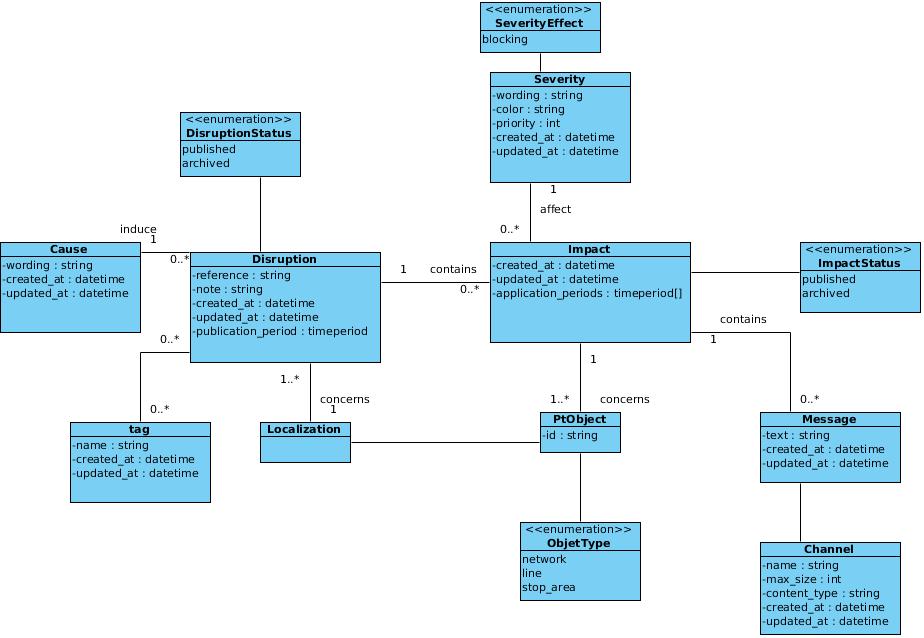 <<enumeration>>
SeverityEffect
blocking
Severity
-wording : string
-color : string
-priority : int
-created_at : datetime
-updated_at : datetime
<<enumeration>>
DisruptionStatus
published
archived
1
affect
0..*
induce
1
0..*
Cause
-wording : string
-created_at : datetime
-updated_at : datetime
Disruption
-reference : string
-note : string
-created_at : datetime
-updated_at : datetime
-publication_period : timeperiod
1
contains
0..*
Impact
-created_at : datetime
-updated_at : datetime
-application_periods : timeperiod[]
<<enumeration>>
ImpactStatus
published
archived
contains
1
0..*
0..*
0..*
1..*
concerns
1
1
1..*
concerns
tag
-name : string
-created_at : datetime
-updated_at : datetime
Localization
PtObject
-id : string
Message
-text : string
-created_at : datetime
-updated_at : datetime
<<enumeration>>
ObjetType
network
line
stop_area
Channel
-name : string
-max_size : int
-content_type : string
-created_at : datetime
-updated_at : datetime